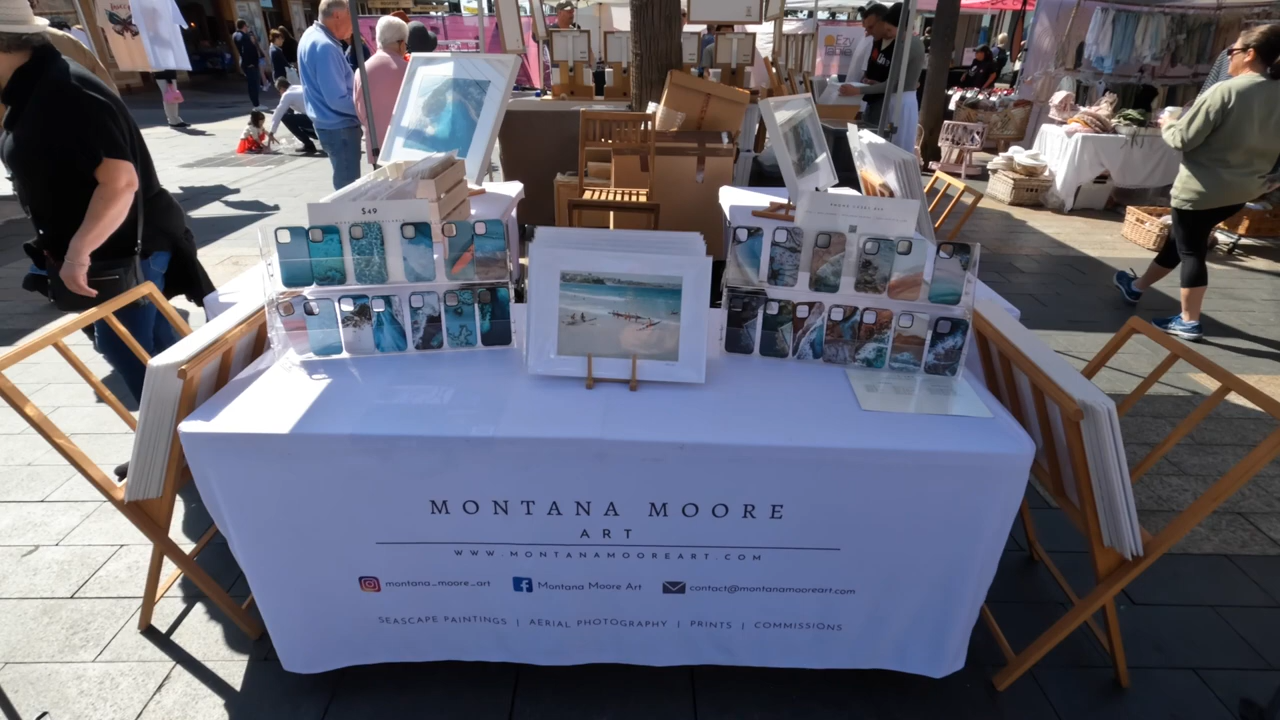 $49
MONTANA MOORE
ART
WWW.MONTANAMOOREART.COM
montana_moore_art
Montana Moore Art
contact@montanamooreart.com
SEASCAPE PAINTINGS | AERIAL PHOTOGRAPHY | PRINTS | COMMISSIONS